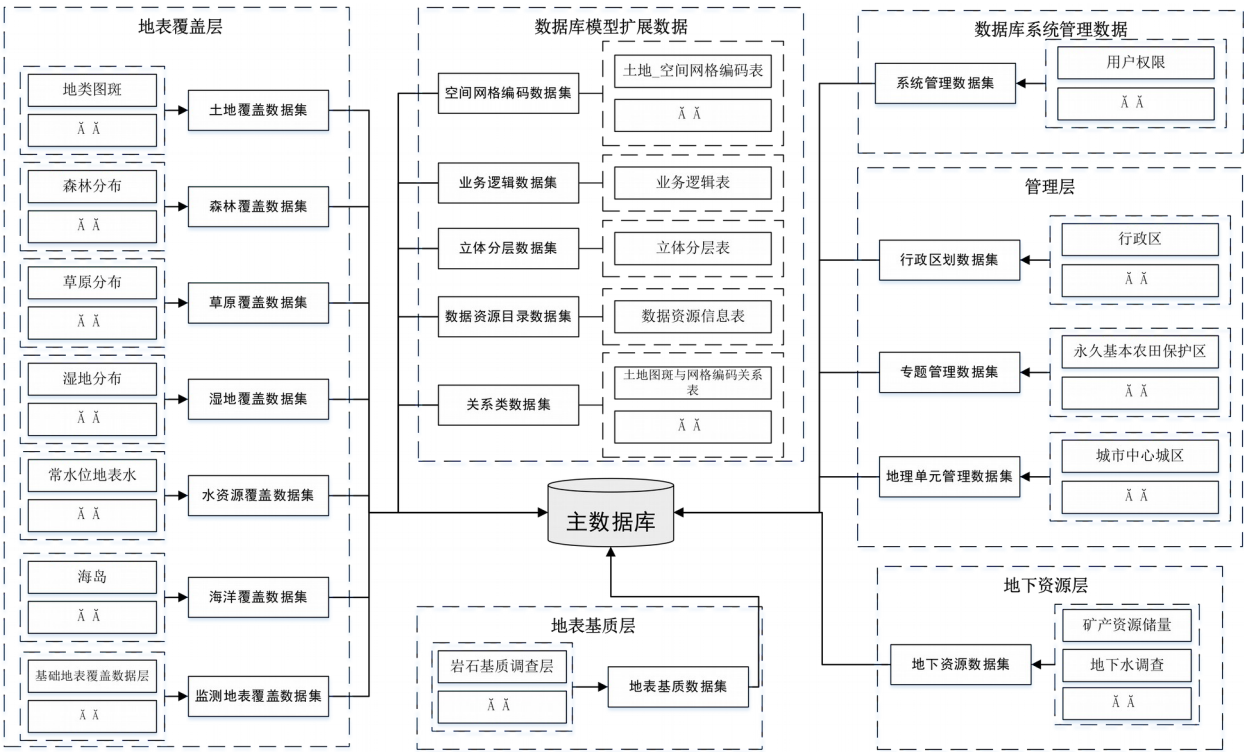 地表覆盖层
地类图斑
Ă Ă
土地覆盖数据集
森林分布
Ă Ă
森林覆盖数据集
草原分布
Ă Ă
草原覆盖数据集
湿地分布
Ă Ă
湿地覆盖数据集
常水位地表水
Ă Ă
水资源覆盖数据集
海岛
Ă Ă
海洋覆盖数据集
基础地表覆盖数据层
Ă Ă
监测地表覆盖数据集
数据库模型扩展数据
空间网格编码数据集
土地_空间网格编码表
Ă Ă
业务逻辑数据集
业务逻辑表
立体分层数据集
立体分层表
数据资源目录数据集
数据资源信息表
关系类数据集
土地图斑与网格编码关系
表
Ă Ă
主数据库
地表基质层
岩石基质调查层
Ă Ă
地表基质数据集
数据库系统管理数据
系统管理数据集
用户权限
Ă Ă
管理层
行政区划数据集
行政区
Ă Ă
专题管理数据集
永久基本农田保护区
Ă Ă
地理单元管理数据集
城市中心城区
Ă Ă
地下资源层
地下资源数据集
矿产资源储量
地下水调查
Ă Ă